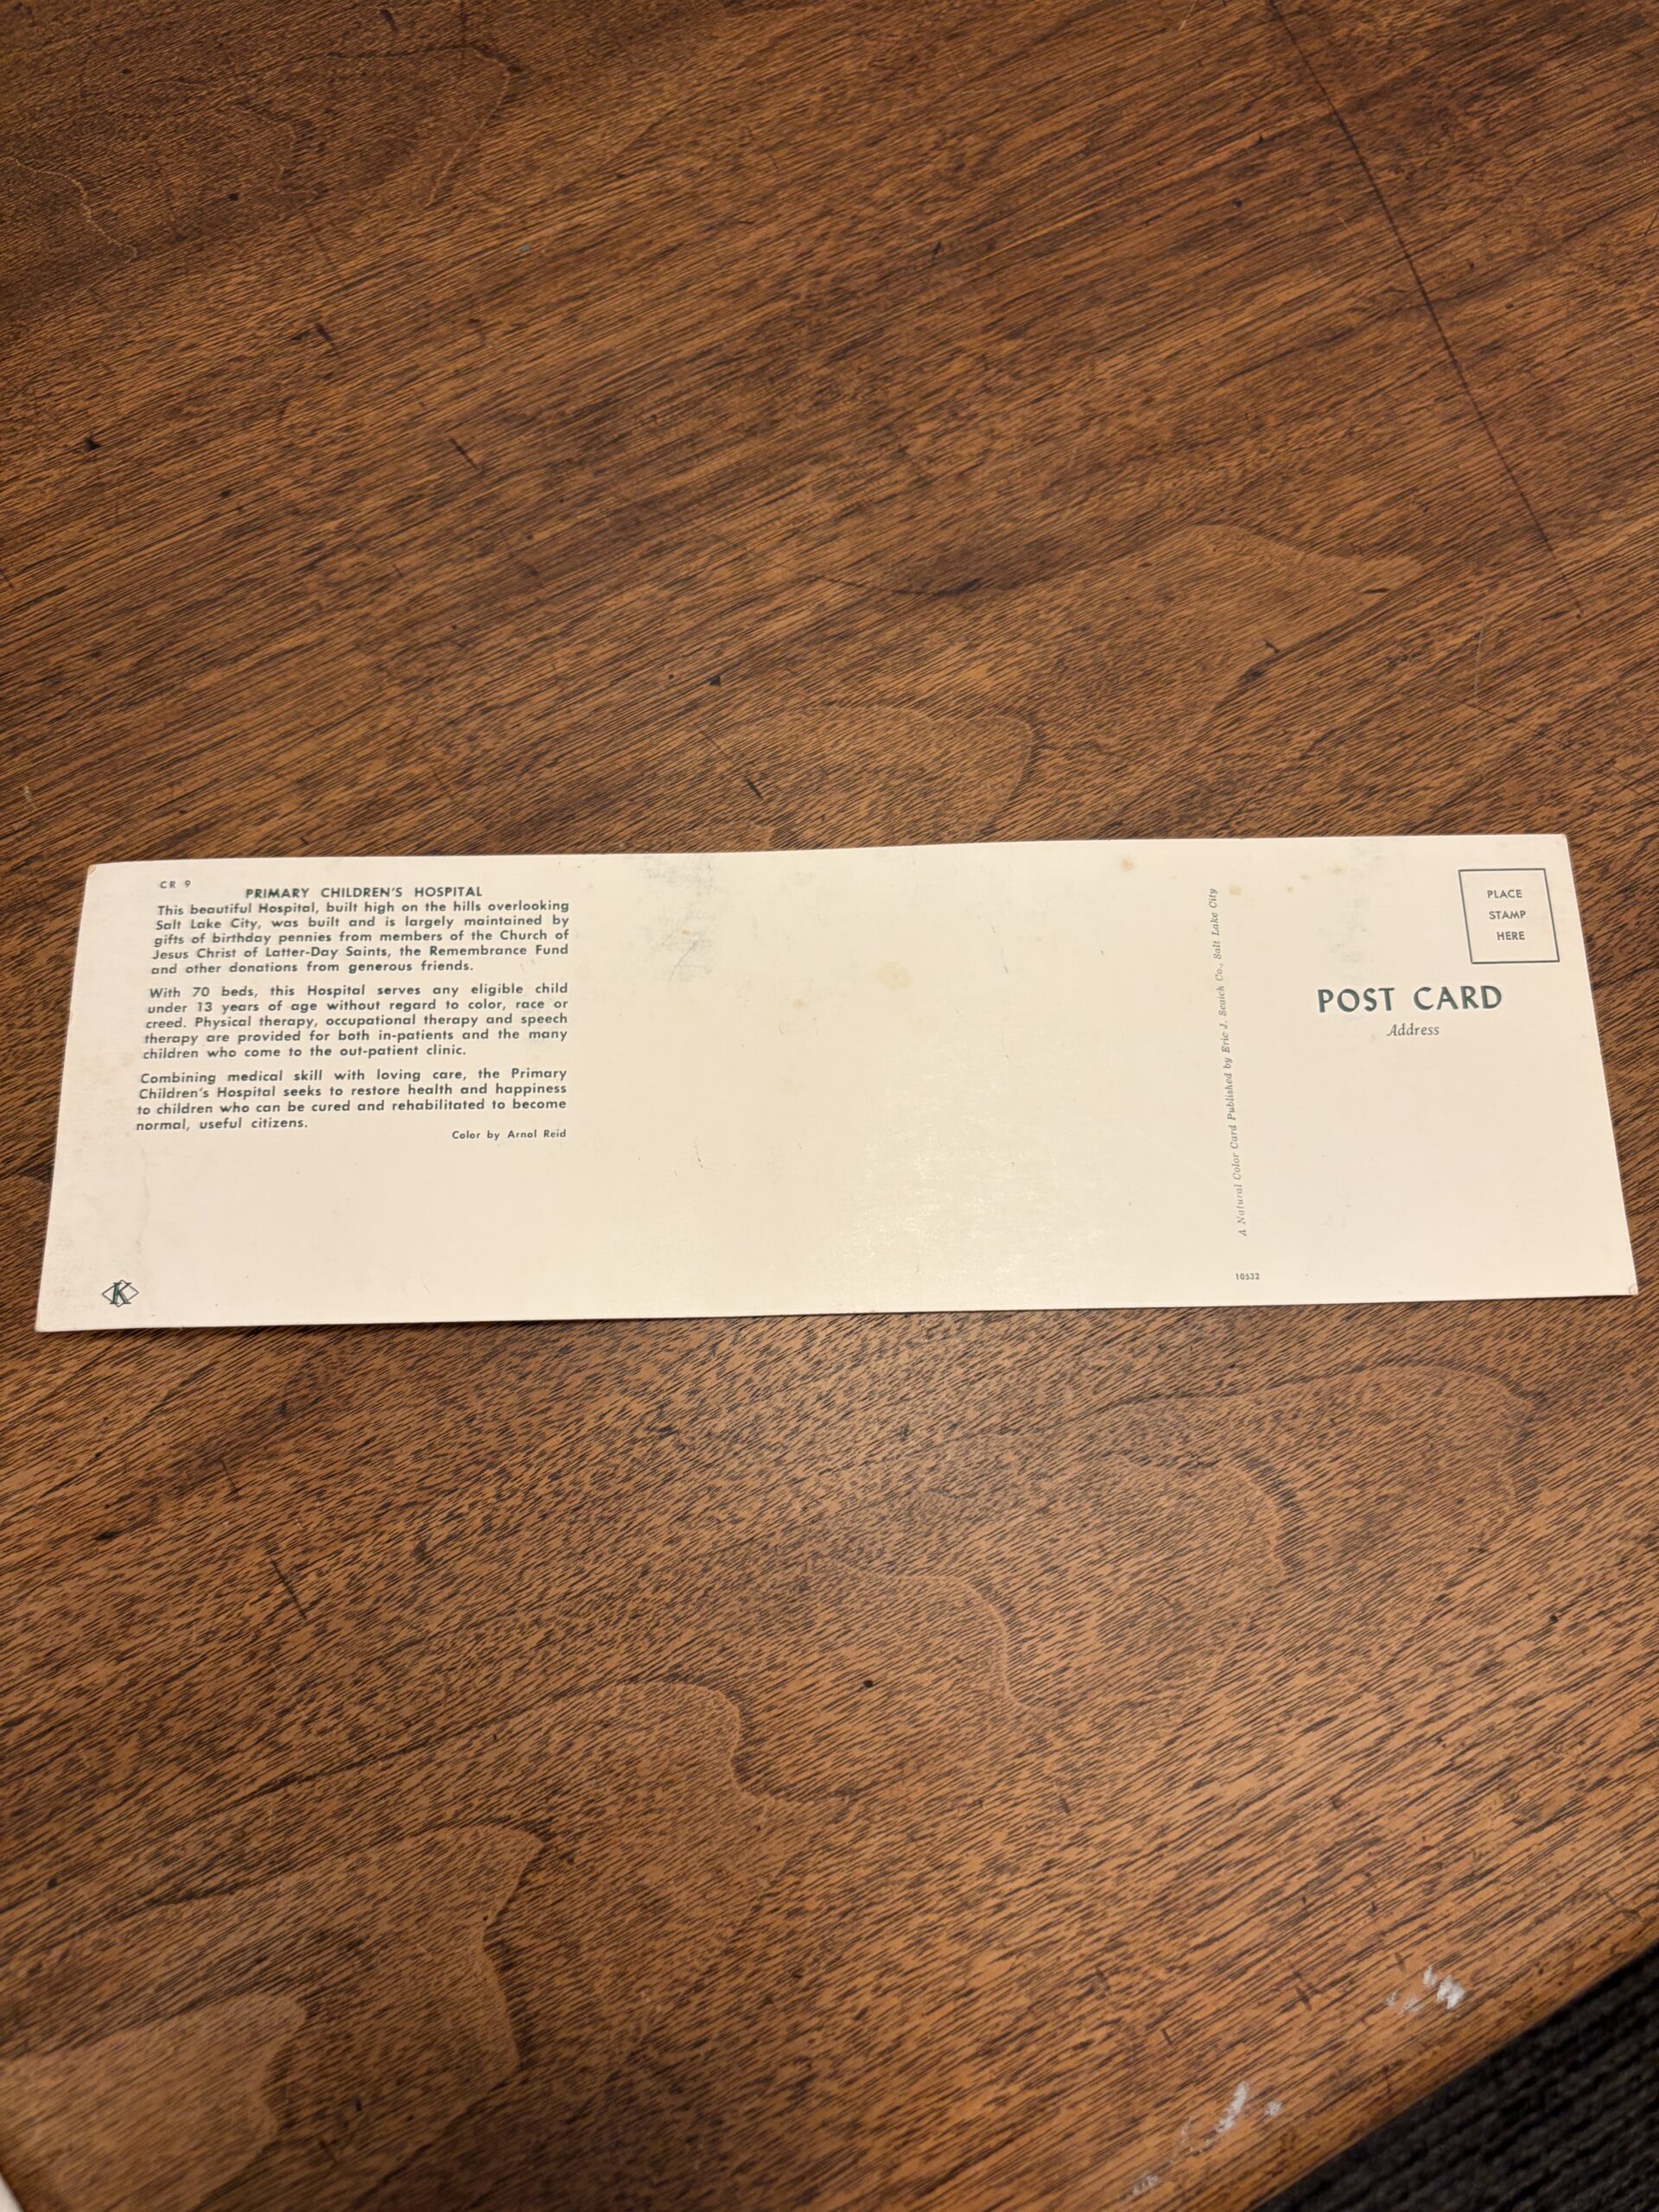 CR 9
PRIMARY CHILDREN'S HOSPITAL
This beautiful Hospital, built high on the hills overlooking
Salt Lake City, was built and is largely maintained by
gifts of birthday pennies from members of the Church of
Jesus Christ of Latter-Day Saints, the Remembrance Fund
and other donations from generous friends.
With 70 beds, this Hospital serves any eligible child
under 13 years of age without regard to color, race or
creed. Physical therapy, occupational therapy and speech
therapy are provided for both in-patients and the many
children who come to the out-patient clinic.
Combining medical skill with loving care, the Primary
Children's Hospital seeks to restore health and happiness
to children who can be cured and rehabilitated to become
normal, useful citizens.
Color by Arnol Reid
K
A Natural Color Card Published by Eric J. Seaich Co., Salt Lake City
10532
PLACE
STAMP
HERE
POST CARD
Address